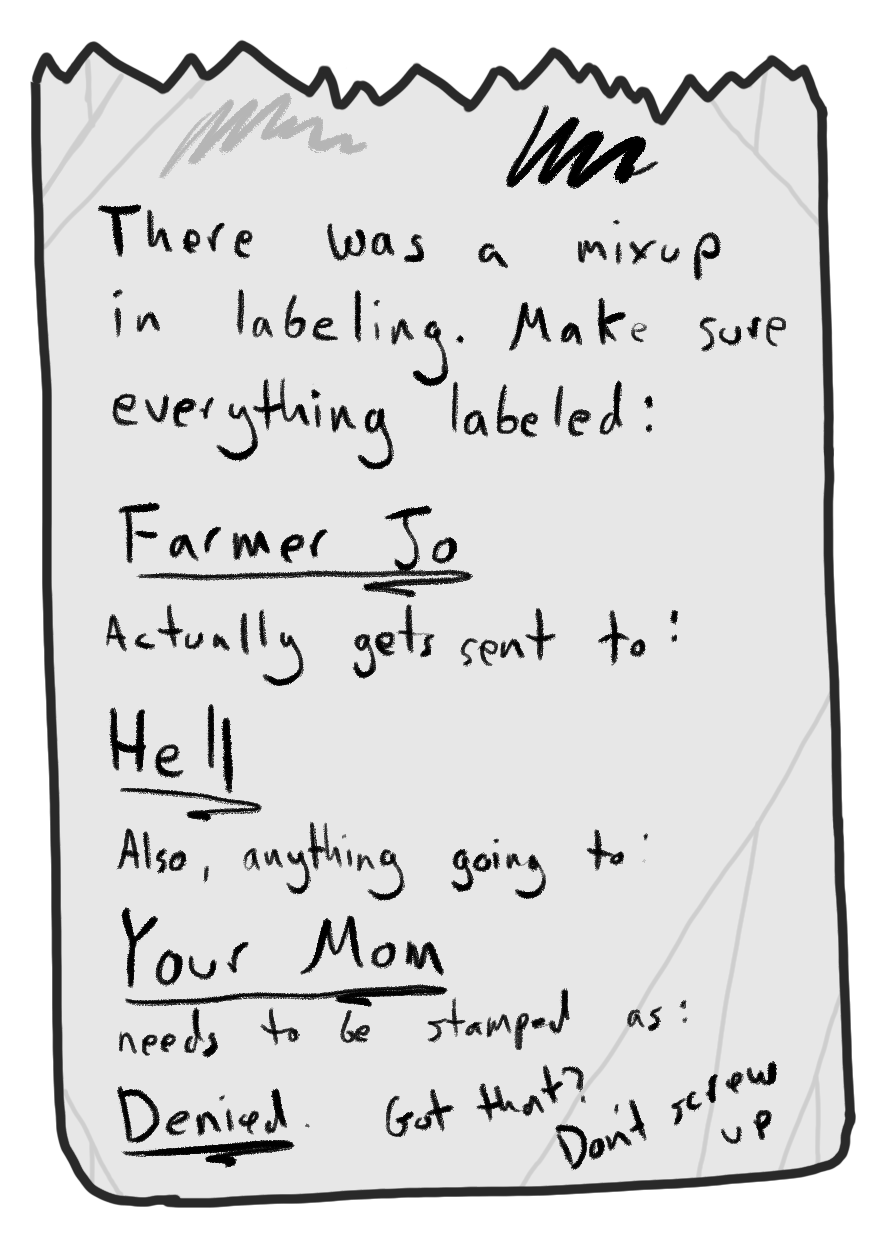 There was a mixup
in labeling. Make sure
everything labeled:
Farmer Jo
Actually gets sent to:
Hell
Also, anything going to:
Your Mom
needs to be stamped as:
Denied. Got that?
Don't screw
up